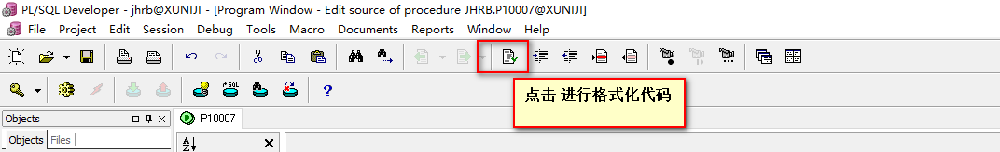 PL/SQL Developer - jhrb@XUNIJI - [Program Window - Edit source of procedure JHRB.P10007@XUNIJI]
File Project Edit Session Debug Tools Macro Documents Reports Window Help
SQL
点击 进行格式化代码
Objects
P10007
Objects Files
A
Z